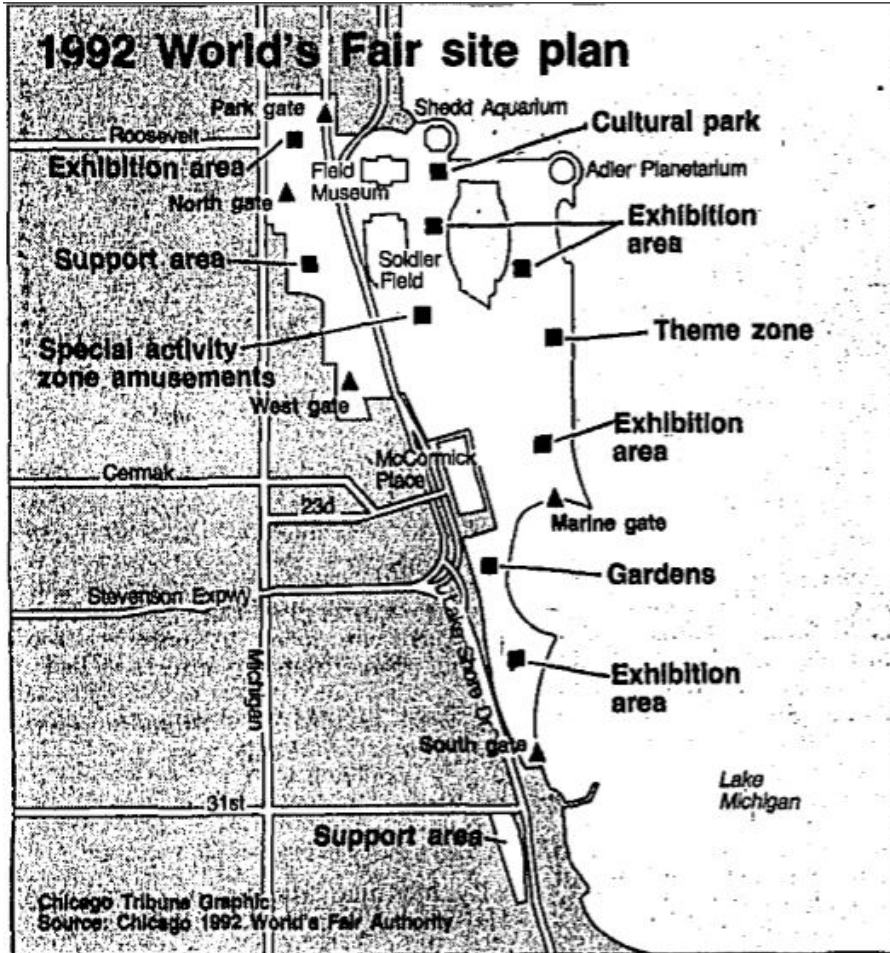 1992 World's Fair site plan
Park gate
Shedd Aquarium
Roosevelt
Cultural park
Exhibition area
Field
Museum
Adler Planetarium
North gate
Exhibition
area
Support area
Soldier
Field
Special activity
zone amusements
Theme zone
West gate
Exhibition
area
McCormick
Place
Cermak
23d
Marine gate
Gardens
Stevenson Expwy
Lake Shore Dr.
Michigan
Exhibition
area
South gate
Lake
Michigan
31st
Support area
Chicago Tribune Graphic
Source: Chicago 1992 World's Fair Authority